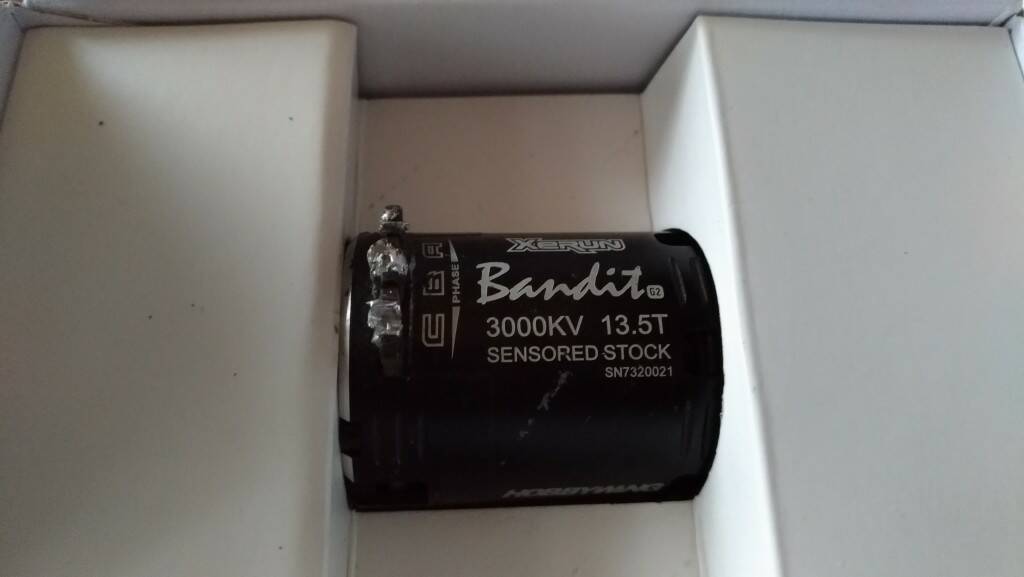 XERUN
Bandit G2
3000KV 13.5T
SENSORED STOCK
SN7320021
C B A
PHASE
HOBBYWING